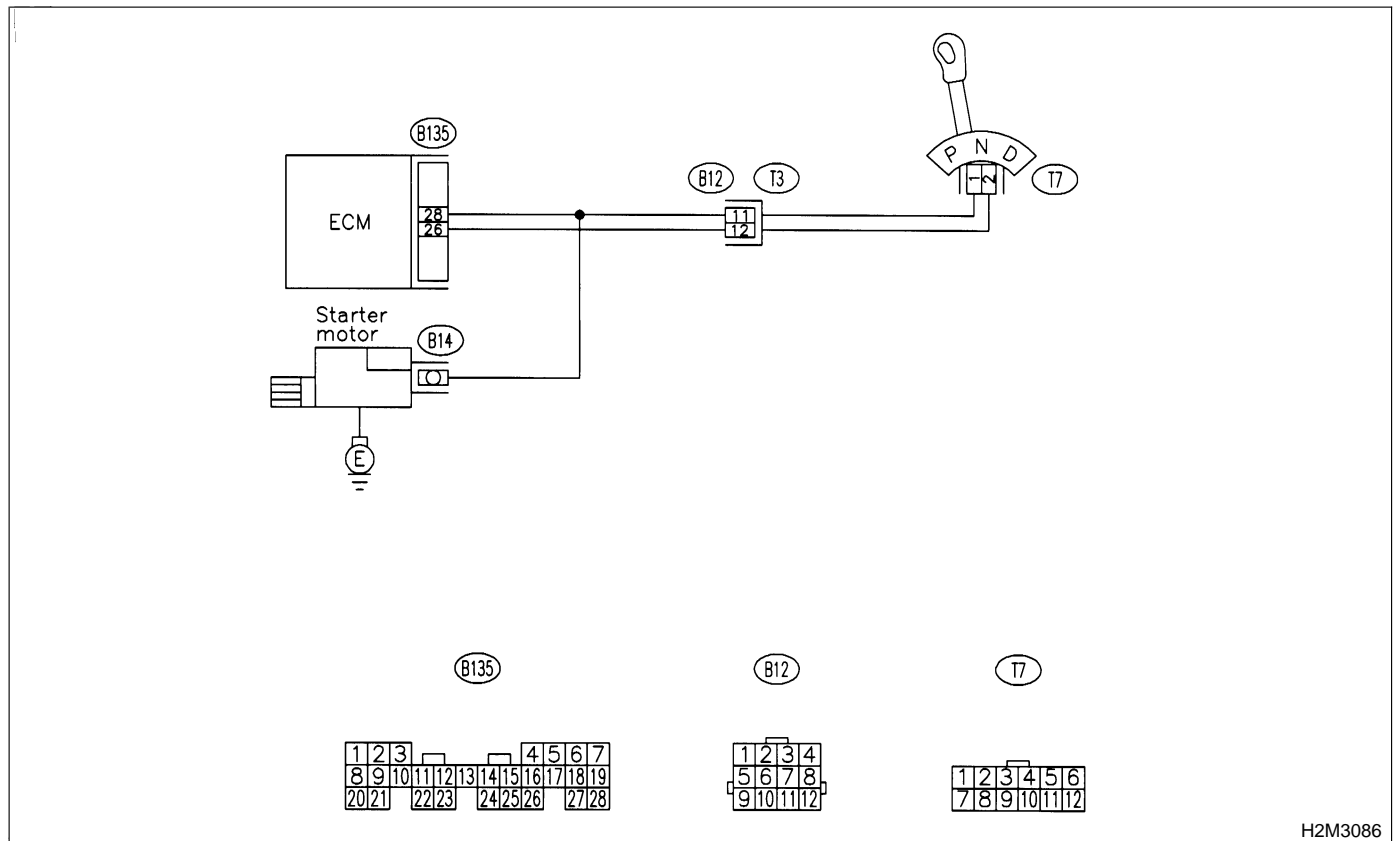 P N D
B135
B12 T3
1 2
T7
ECM
28
26
11
12
Starter
motor
B14
E
B135
B12
T7
1 2 3 4 5 6 7
8 9 10 11 12 13 14 15 16 17 18 19
20 21 22 23 24 25 26 27 28
1 2 3 4
5 6 7 8
9 10 11 12
1 2 3 4 5 6
7 8 9 10 11 12
H2M3086